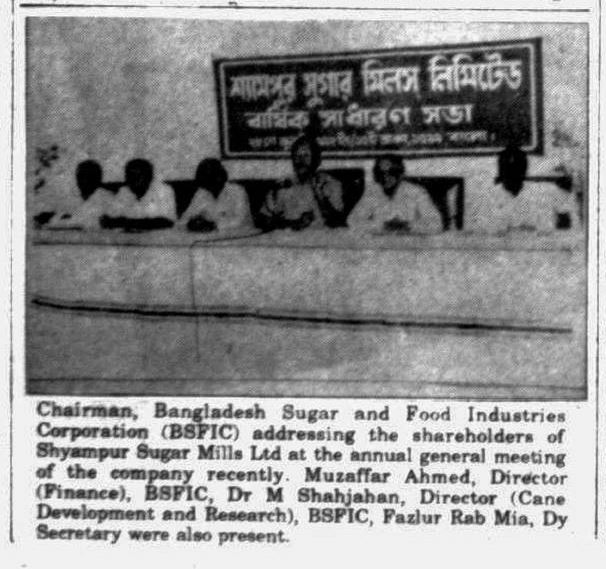 শ্যামপুর সুগার মিলস্ লিমিটেড
বার্ষিক সাধারণ সভা
Chairman, Bangladesh Sugar and Food Industries
Corporation (BSFIC) addressing the shareholders of
Shyampur Sugar Mills Ltd at the annual general meeting
of the company recently. Muzaffar Ahmed, Director
(Finance), BSFIC, Dr M Shahjahan, Director (Cane
Development and Research), BSFIC, Fazlur Rab Mia, Dy
Secretary were also present.